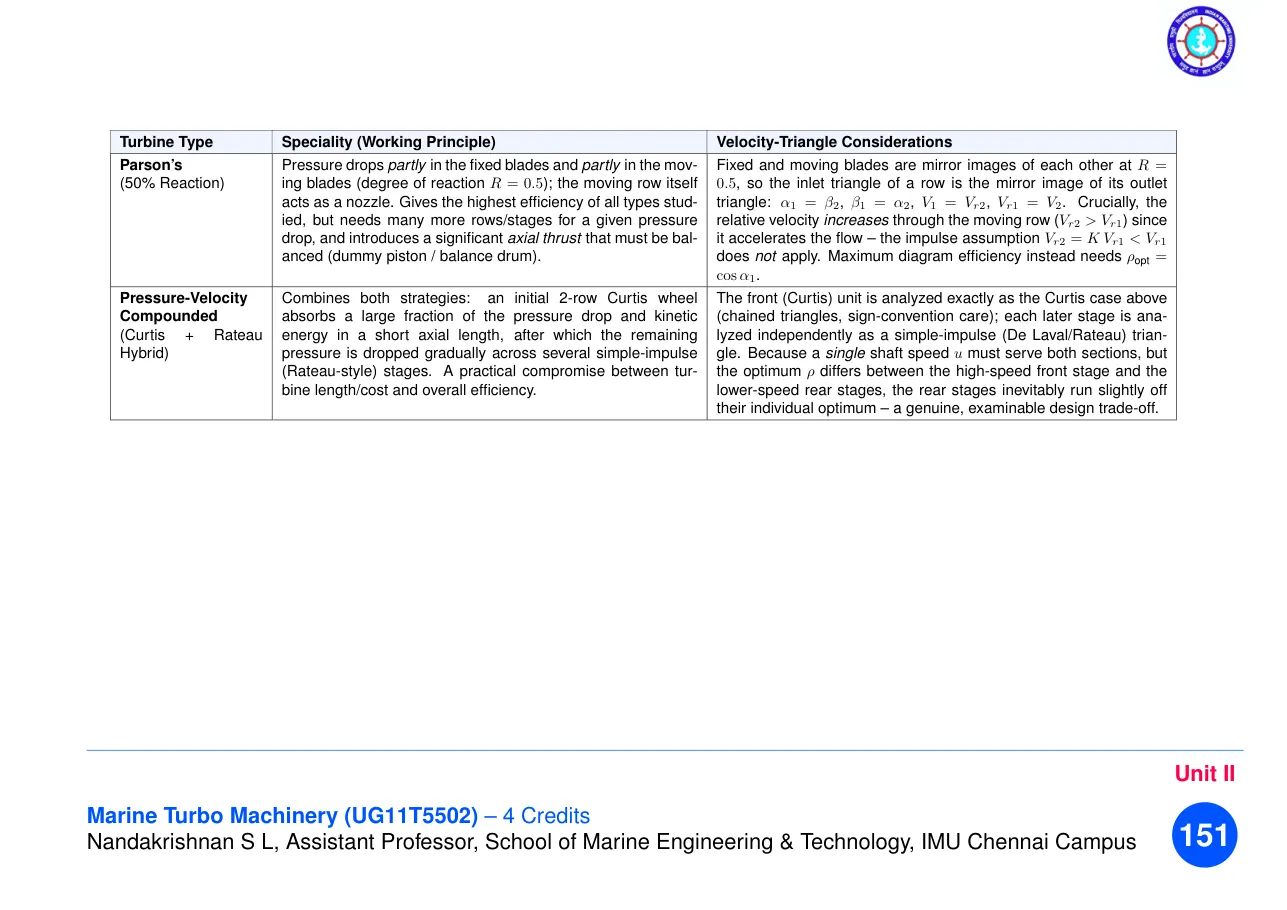 Turbine Type
Speciality (Working Principle)
Velocity-Triangle Considerations
Parson's
(50% Reaction)
Pressure drops partly in the fixed blades and partly in the mov-
ing blades (degree of reaction R = 0.5); the moving row itself
acts as a nozzle. Gives the highest efficiency of all types stud-
ied, but needs many more rows/stages for a given pressure
drop, and introduces a significant axial thrust that must be bal-
anced (dummy piston / balance drum).
Fixed and moving blades are mirror images of each other at R =
0.5, so the inlet triangle of a row is the mirror image of its outlet
triangle: α1 = β2, β1 = α2, V1 = Vr2, Vr1 = V2. Crucially, the
relative velocity increases through the moving row (Vr2 > Vr1) since
it accelerates the flow – the impulse assumption Vr2 = K Vr1 < Vr1
does not apply. Maximum diagram efficiency instead needs ρopt =
cos α1.
Pressure-Velocity
Compounded
(Curtis + Rateau
Hybrid)
Combines both strategies: an initial 2-row Curtis wheel
absorbs a large fraction of the pressure drop and kinetic
energy in a short axial length, after which the remaining
pressure is dropped gradually across several simple-impulse
(Rateau-style) stages. A practical compromise between tur-
bine length/cost and overall efficiency.
The front (Curtis) unit is analyzed exactly as the Curtis case above
(chained triangles, sign-convention care); each later stage is ana-
lyzed independently as a simple-impulse (De Laval/Rateau) trian-
gle. Because a single shaft speed u must serve both sections, but
the optimum ρ differs between the high-speed front stage and the
lower-speed rear stages, the rear stages inevitably run slightly off
their individual optimum – a genuine, examinable design trade-off.
Unit II
Marine Turbo Machinery (UG11T5502) – 4 Credits
Nandakrishnan S L, Assistant Professor, School of Marine Engineering & Technology, IMU Chennai Campus
151